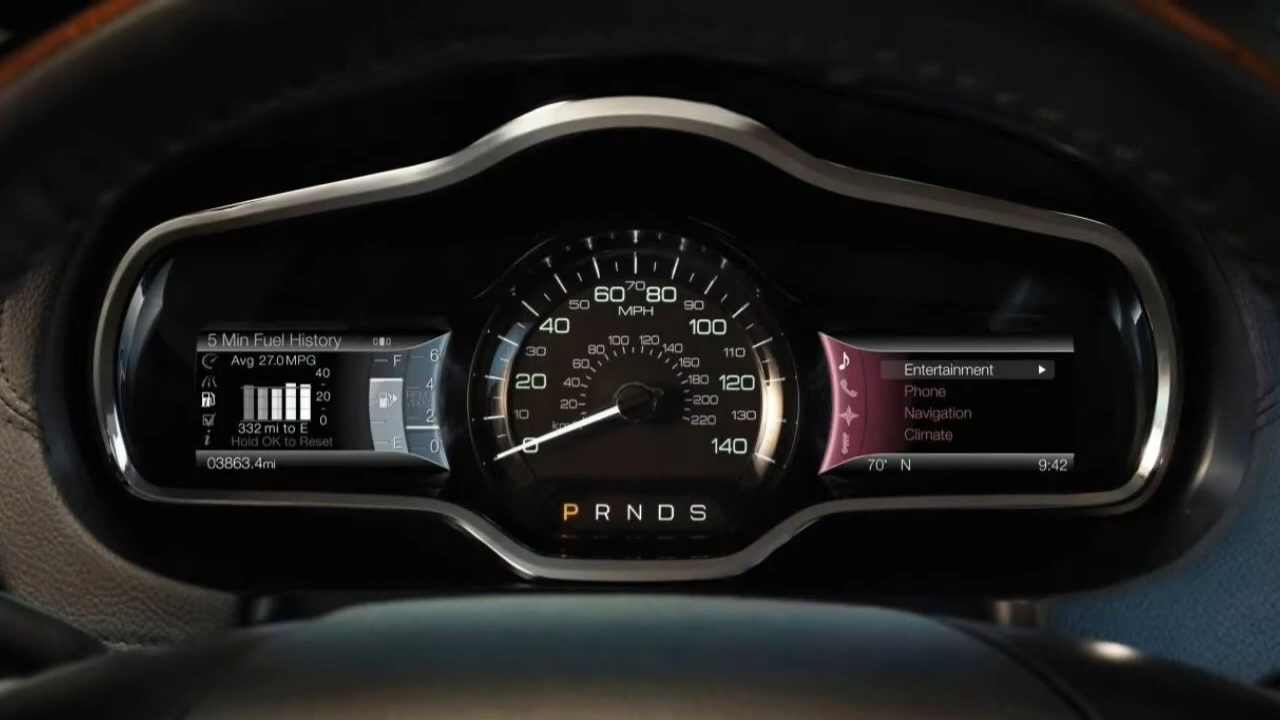 5 Min Fuel History
Avg 27.0 MPG
40
20
0
332 mi to E
Hold OK to Reset
03863.4mi
F
E
6
4
2
0
0
10
20
30
40
50
60
70
80
90
100
110
120
130
140
MPH
20
40
60
80
100
120
140
160
180
200
220
P R N D S
Entertainment
Phone
Navigation
Climate
70° N
9:42